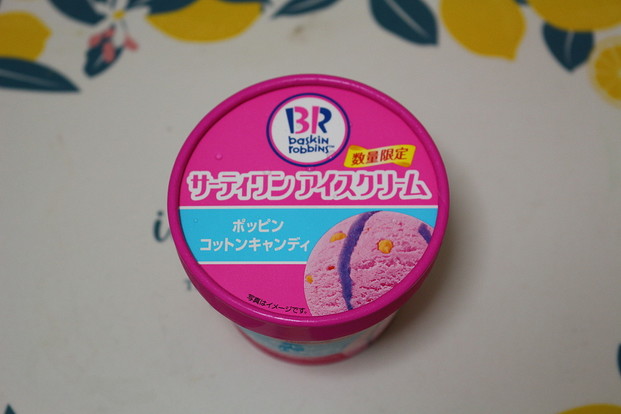 BR
baskin
robbins™
数量限定
サーティワン アイスクリーム
ポッピン
コットンキャンディ
写真はイメージです。